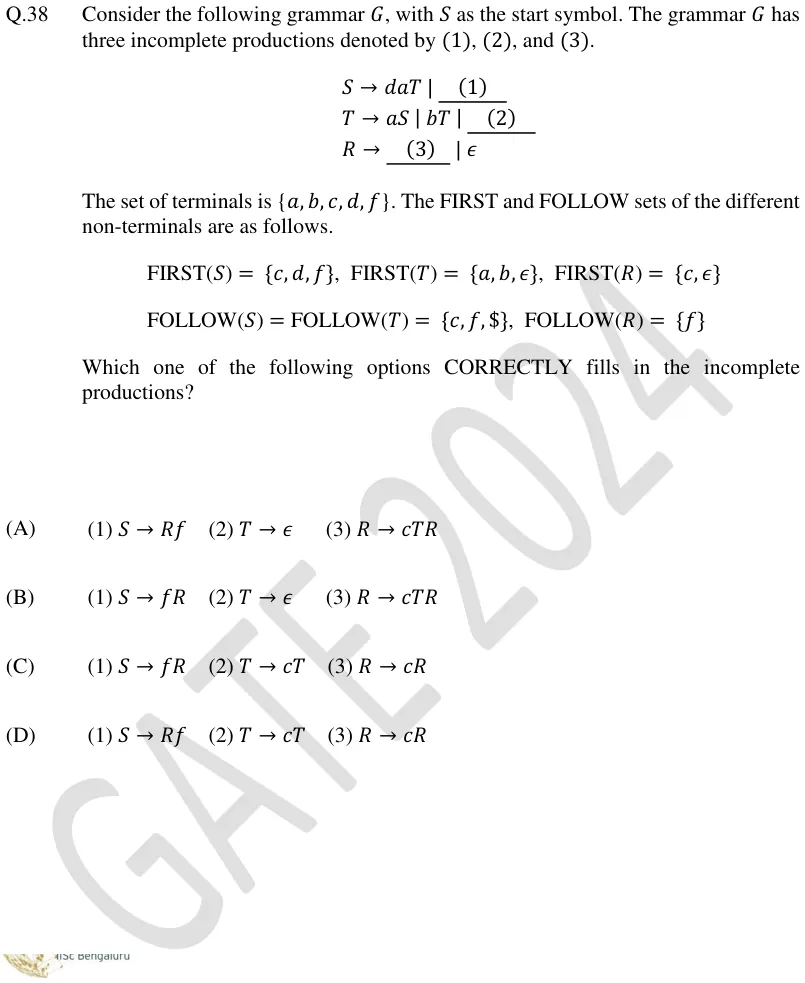 Q.38 Consider the following grammar G, with S as the start symbol. The grammar G has
three incomplete productions denoted by (1), (2), and (3).
S → daT | (1)
T → aS | bT | (2)
R → (3) | ϵ
The set of terminals is {a, b, c, d, f}. The FIRST and FOLLOW sets of the different
non-terminals are as follows.
FIRST(S) = {c, d, f}, FIRST(T) = {a, b, ϵ}, FIRST(R) = {c, ϵ}
FOLLOW(S) = FOLLOW(T) = {c, f, $}, FOLLOW(R) = {f}
Which one of the following options CORRECTLY fills in the incomplete
productions?
(A) (1) S → Rf (2) T → ϵ (3) R → cTR
(B) (1) S → fR (2) T → ϵ (3) R → cTR
(C) (1) S → fR (2) T → cT (3) R → cR
(D) (1) S → Rf (2) T → cT (3) R → cR
GATE 2024
IISc Bengaluru